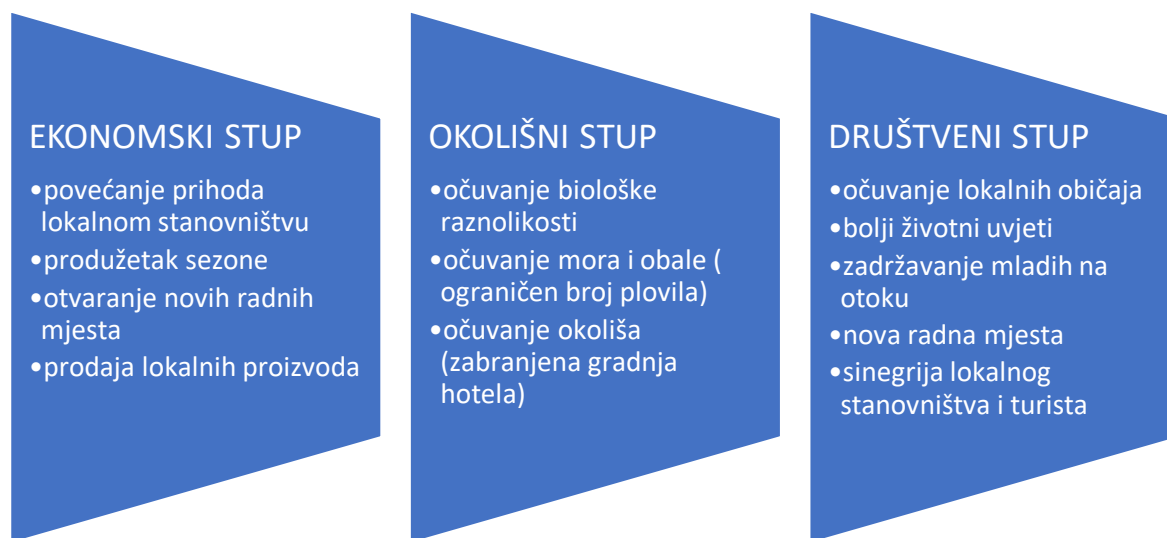 EKONOMSKI STUP
•povećanje prihoda
lokalnom stanovništvu
•produžetak sezone
•otvaranje novih radnih
mjesta
•prodaja lokalnih proizvoda
OKOLIŠNI STUP
•očuvanje biološke
raznolikosti
•očuvanje mora i obale (
ograničen broj plovila)
•očuvanje okoliša
(zabranjena gradnja
hotela)
DRUŠTVENI STUP
•očuvanje lokalnih običaja
•bolji životni uvjeti
•zadržavanje mladih na
otoku
•nova radna mjesta
•sinegrija lokalnog
stanovništva i turista